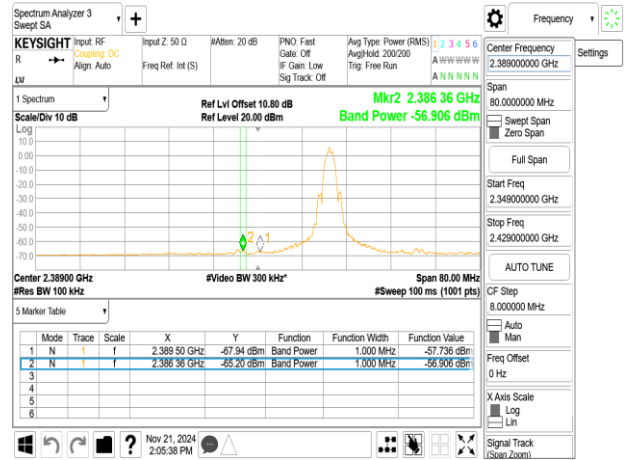 Spectrum Analyzer 3
Swept SA
+
Frequency
KEYSIGHT
Input: RF
Coupling: DC
Align: Auto
Input Z: 50 Ω
Freq Ref: Int (S)
#Atten: 20 dB
PNO: Fast
Gate: Off
IF Gain: Low
Sig Track: Off
Avg Type: Power (RMS)
Avg|Hold: 200/200
Trig: Free Run
1 2 3 4 5 6
A W W W W W
A N N N N N
R
Center Frequency
2.389000000 GHz
Settings
Span
80.0000000 MHz
Swept Span
Zero Span
Full Span
Start Freq
2.349000000 GHz
Stop Freq
2.429000000 GHz
AUTO TUNE
CF Step
8.000000 MHz
Auto
Man
Freq Offset
0 Hz
X Axis Scale
Log
Lin
Signal Track
(Span Zoom)
1 Spectrum
Scale/Div 10 dB
Ref Lvl Offset 10.80 dB
Ref Level 20.00 dBm
Mkr2 2.386 36 GHz
Band Power -56.906 dBm
Log
10.0
0.00
-10.0
-20.0
-30.0
-40.0
-50.0
-60.0
-70.0
2
1
Center 2.38900 GHz
#Video BW 300 kHz*
Span 80.00 MHz
#Res BW 100 kHz
#Sweep 100 ms (1001 pts)
5 Marker Table
Mode Trace Scale X Y Function Function Width Function Value
1 N 1 f 2.389 50 GHz -67.94 dBm Band Power 1.000 MHz -57.736 dBm
2 N 1 f 2.386 36 GHz -65.20 dBm Band Power 1.000 MHz -56.906 dBm
3
4
5
6
?
Nov 21, 2024
2:05:38 PM